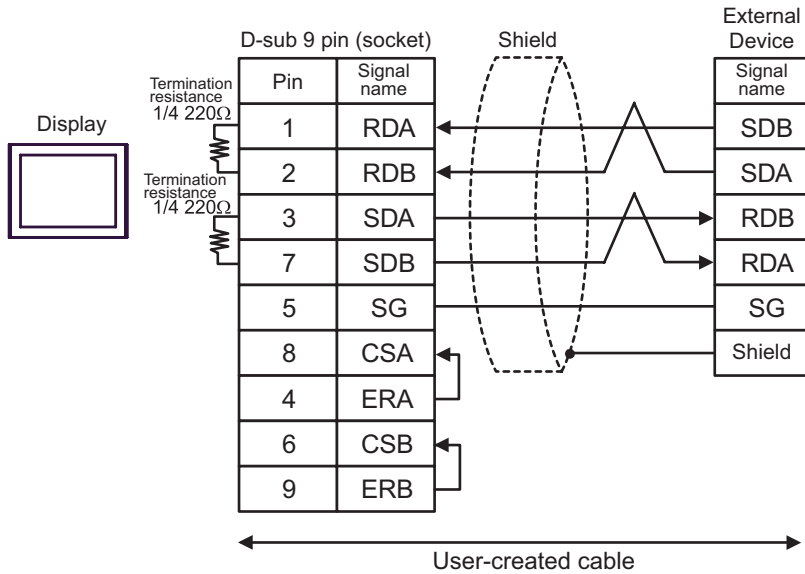 D-sub 9 pin (socket)
Shield
External
Device
Pin
Signal
name
Signal
name
Termination
resistance
1/4 220Ω
Display
1 RDA SDB
2 RDB SDA
Termination
resistance
1/4 220Ω
3 SDA RDB
7 SDB RDA
5 SG SG
8 CSA Shield
4 ERA
6 CSB
9 ERB
User-created cable